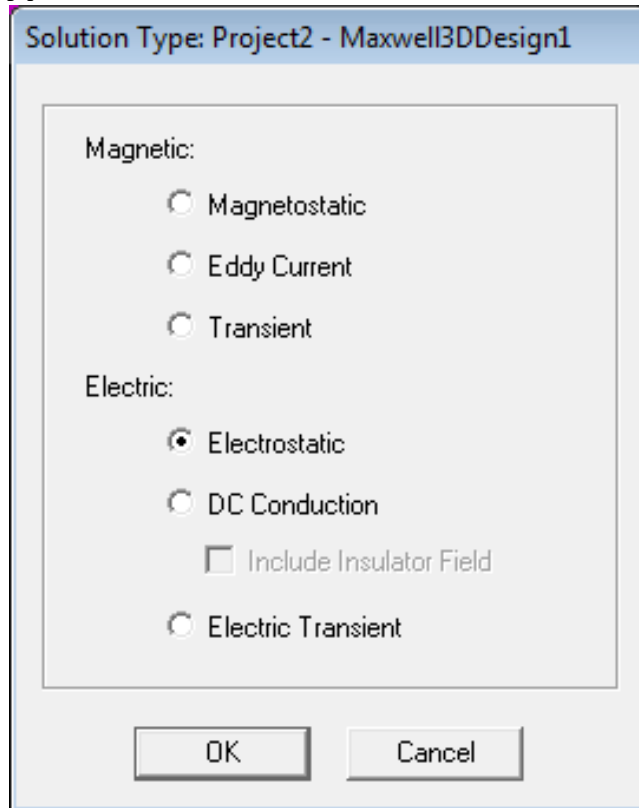 Solution Type: Project2 - Maxwell3DDesign1
Magnetic:
Magnetostatic
Eddy Current
Transient
Electric:
Electrostatic
DC Conduction
Include Insulator Field
Electric Transient
OK Cancel